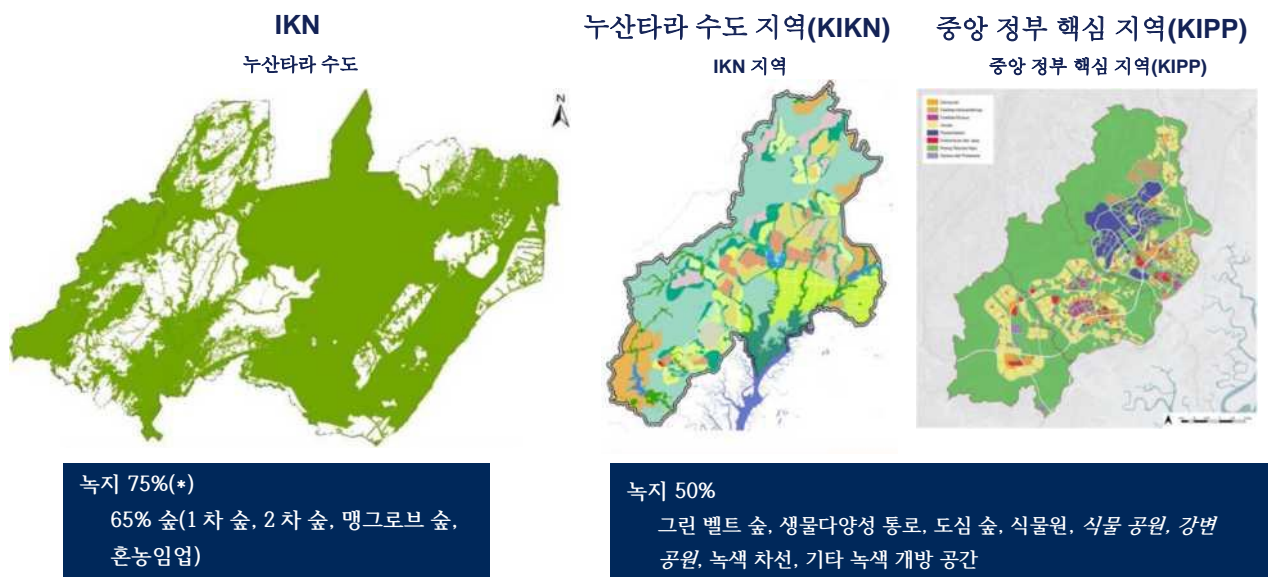 IKN
누산타라 수도
누산타라 수도 지역(KIKN)
IKN 지역
중앙 정부 핵심 지역(KIPP)
중앙 정부 핵심 지역(KIPP)
N
녹지 75%(*)
65% 숲(1 차 숲, 2 차 숲, 맹그로브 숲,
혼농임업)
녹지 50%
그린 벨트 숲, 생물다양성 통로, 도심 숲, 식물원, 식물 공원, 강변
공원, 녹색 차선, 기타 녹색 개방 공간